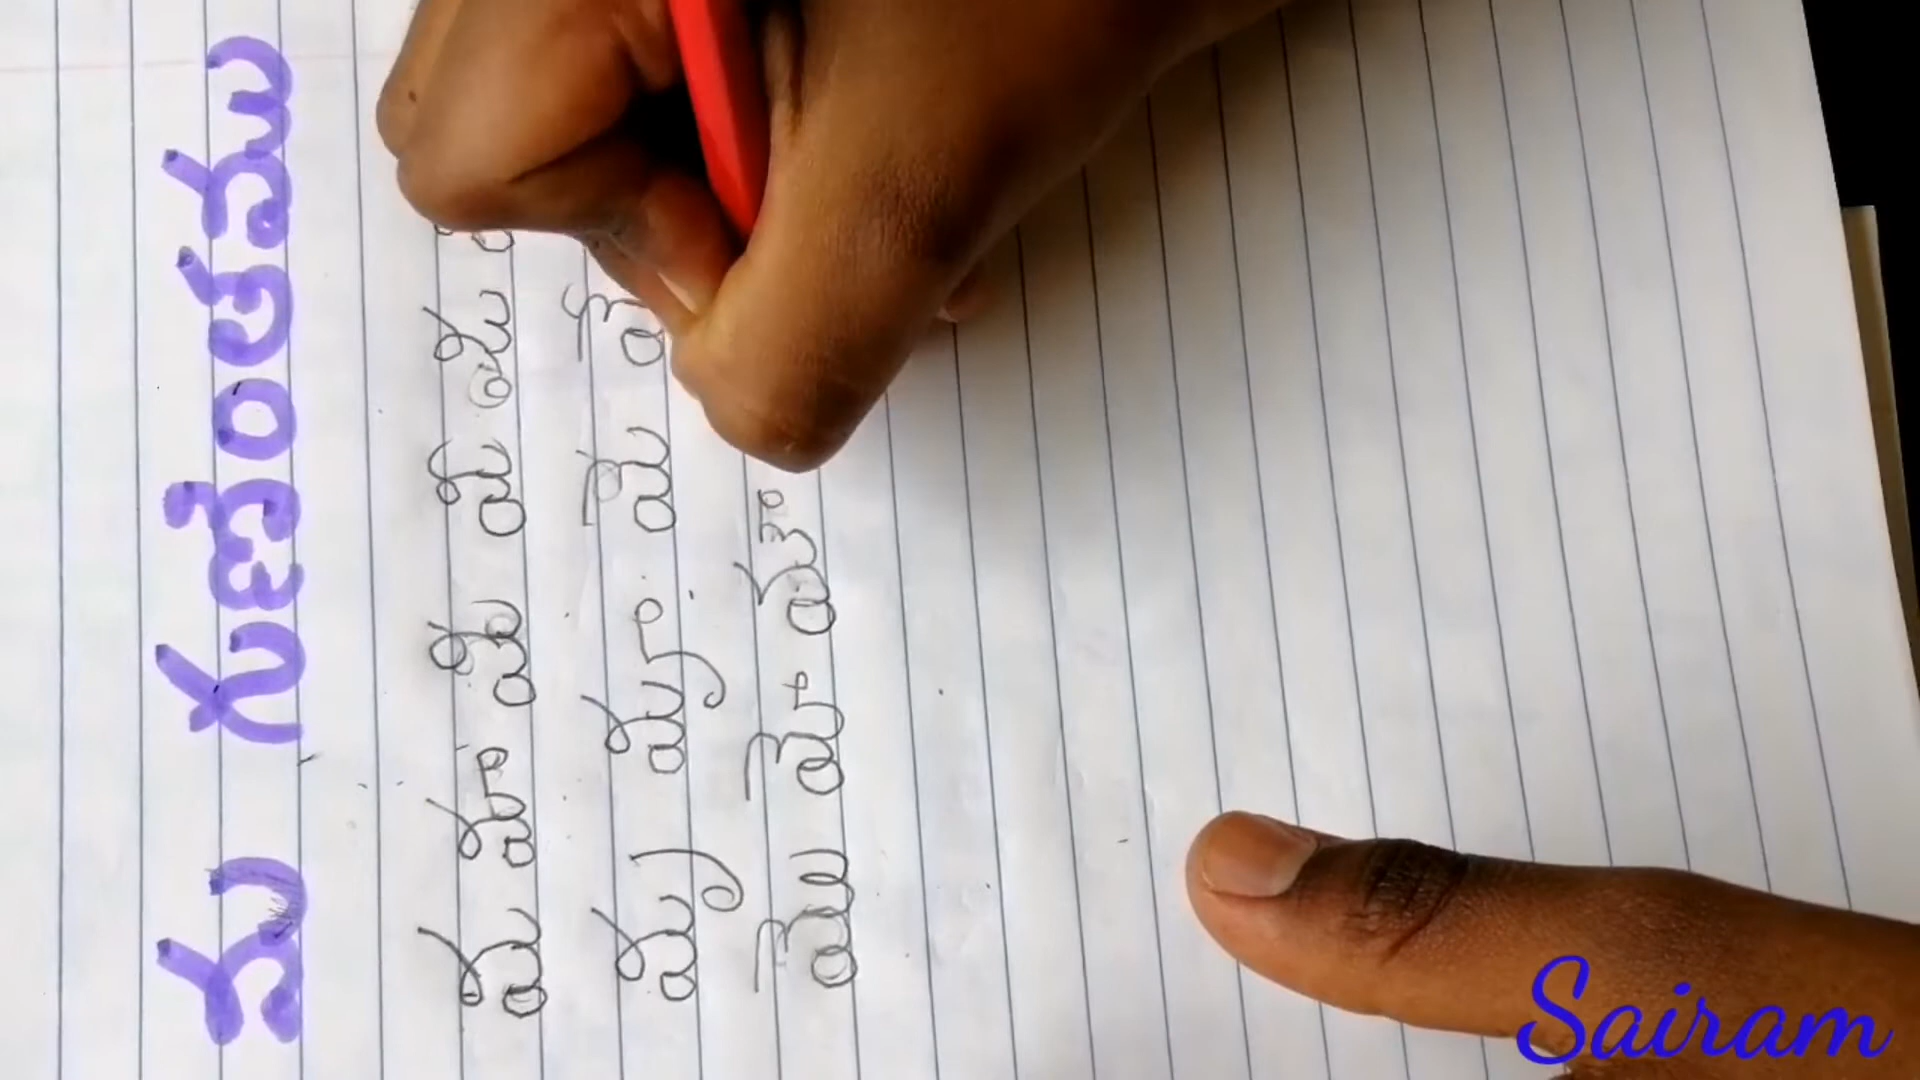 మ గుణింతము
మ మా మి మీ ము
మృ మౄ మె మే
మొ మో మౌ
Sairam